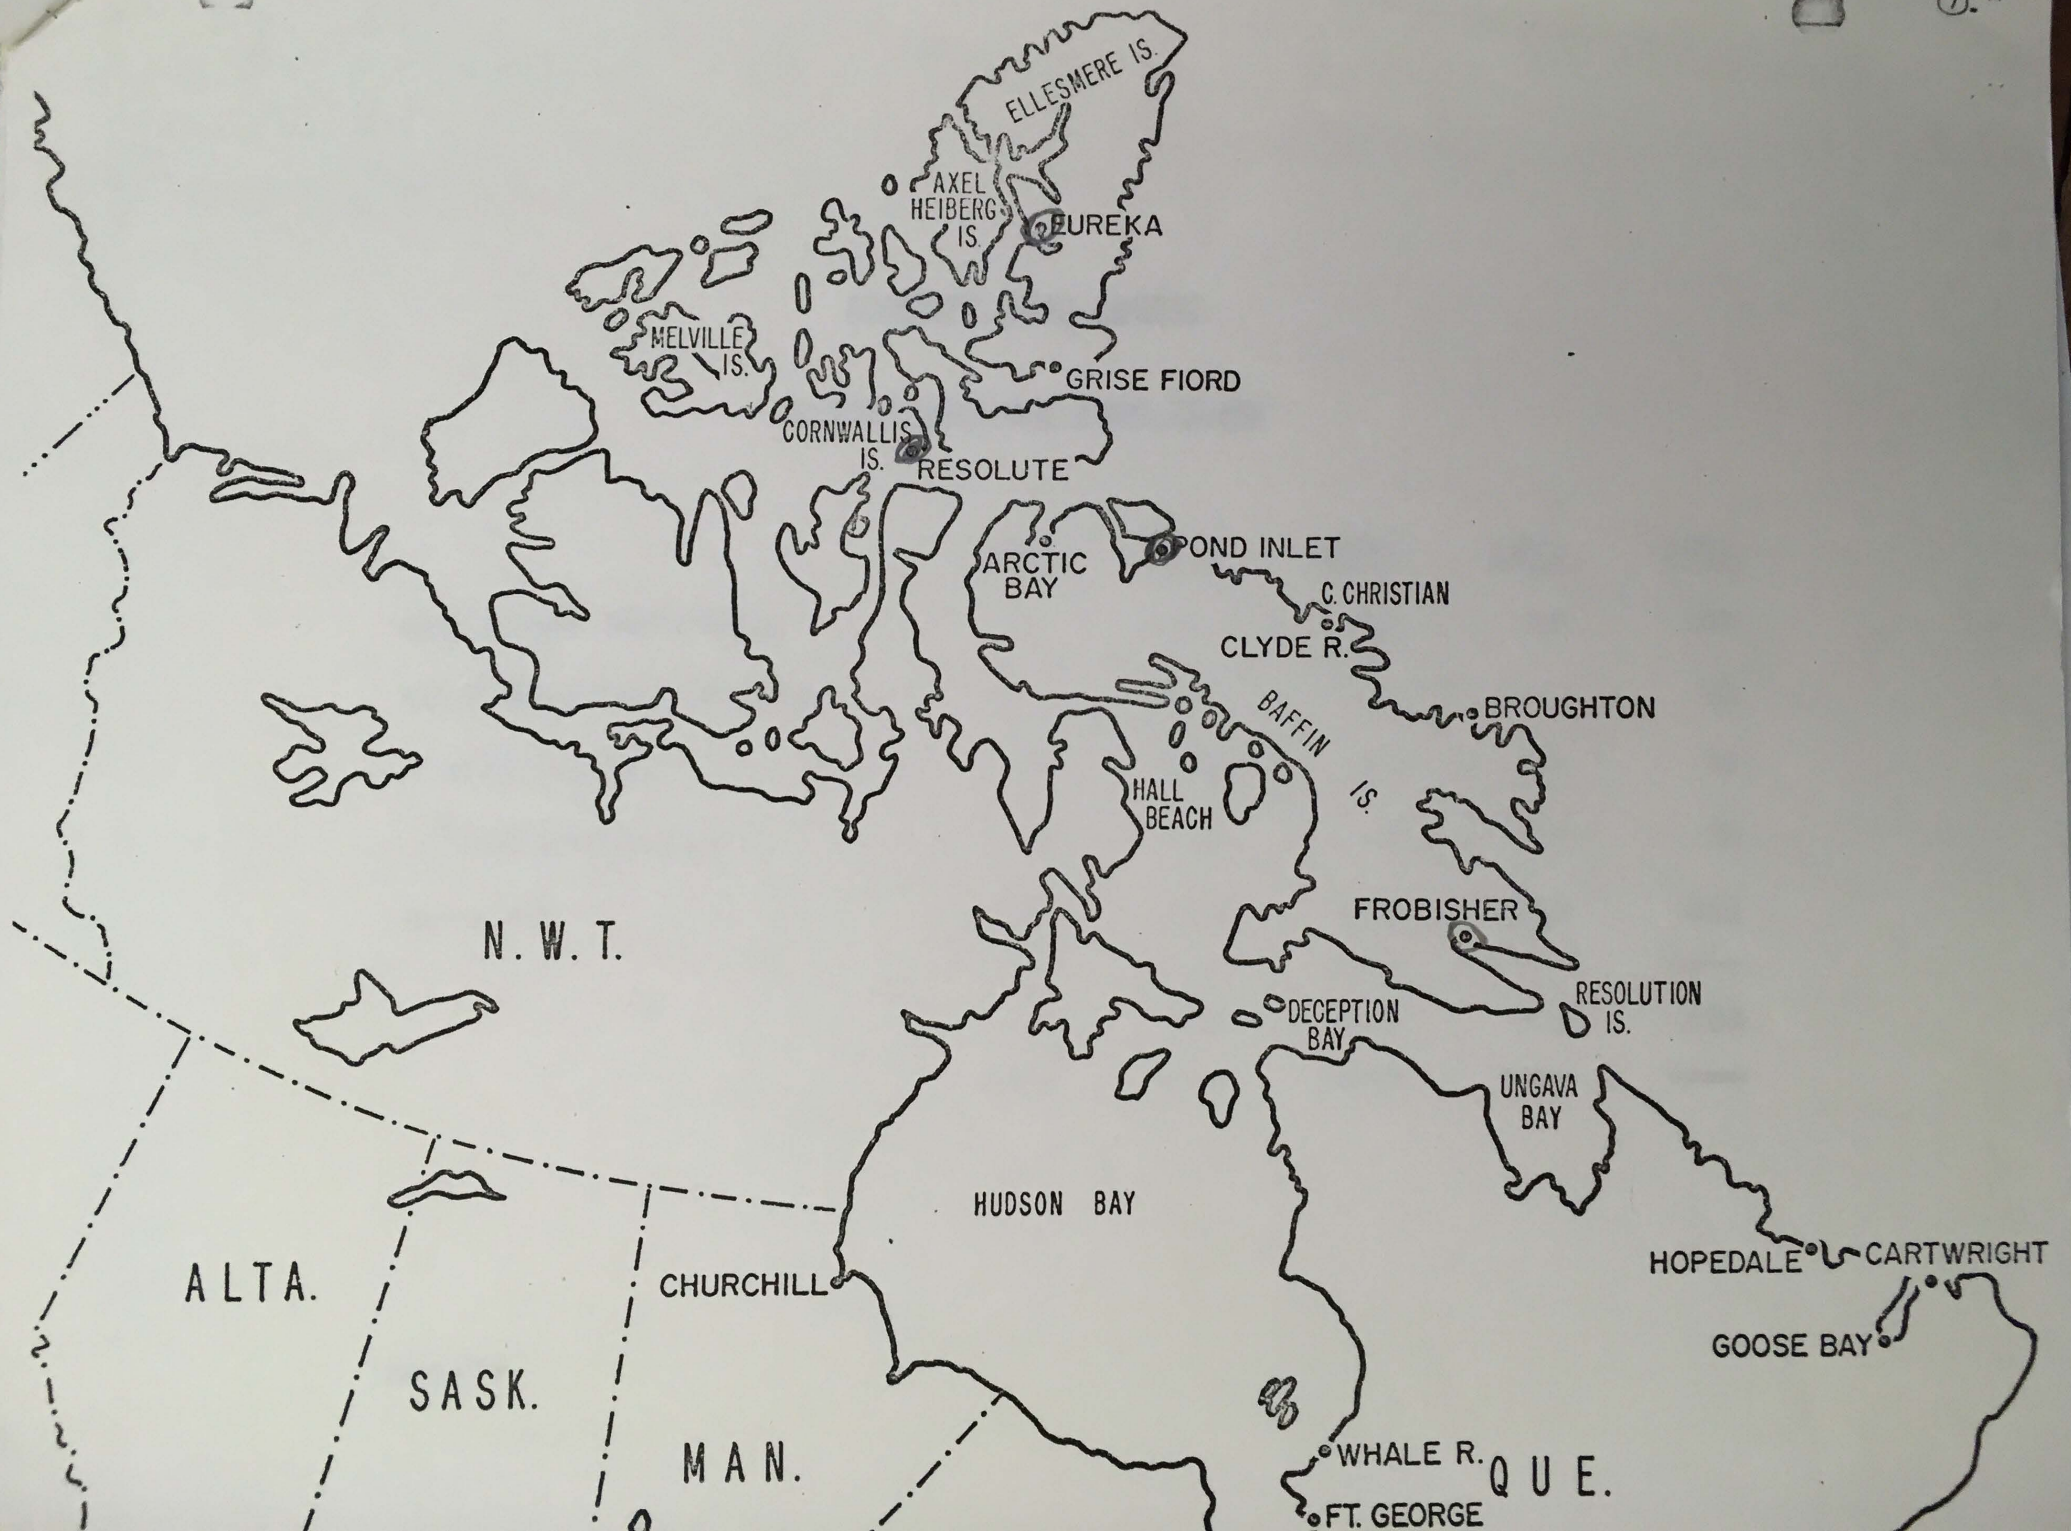 ELLESMERE IS.
AXEL
HEIBERG
IS.
EUREKA
MELVILLE
IS.
GRISE FIORD
CORNWALLIS
IS.
RESOLUTE
ARCTIC
BAY
POND INLET
C. CHRISTIAN
CLYDE R.
BAFFIN IS.
BROUGHTON
HALL
BEACH
FROBISHER
N. W. T.
RESOLUTION
IS.
DECEPTION
BAY
UNGAVA
BAY
HUDSON BAY
HOPEDALE
CARTWRIGHT
ALTA.
CHURCHILL
GOOSE BAY
SASK.
MAN.
WHALE R.
QUE.
FT. GEORGE